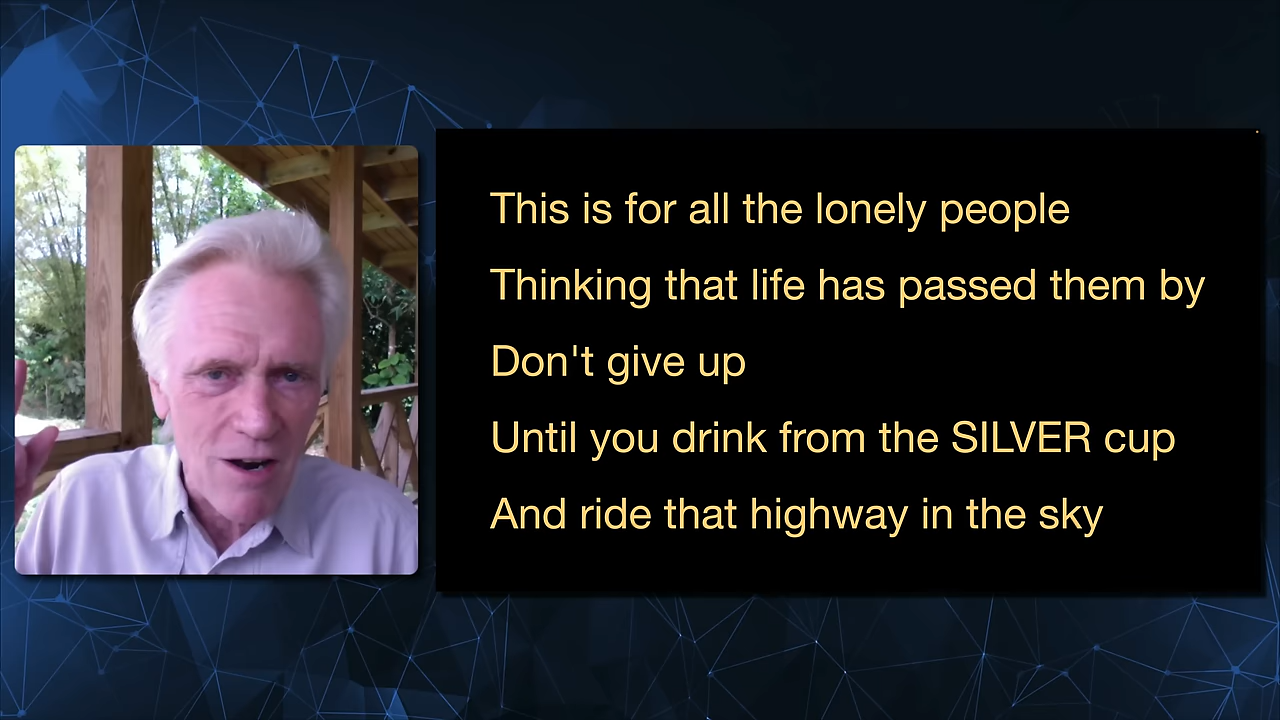 This is for all the lonely people
Thinking that life has passed them by
Don't give up
Until you drink from the SILVER cup
And ride that highway in the sky